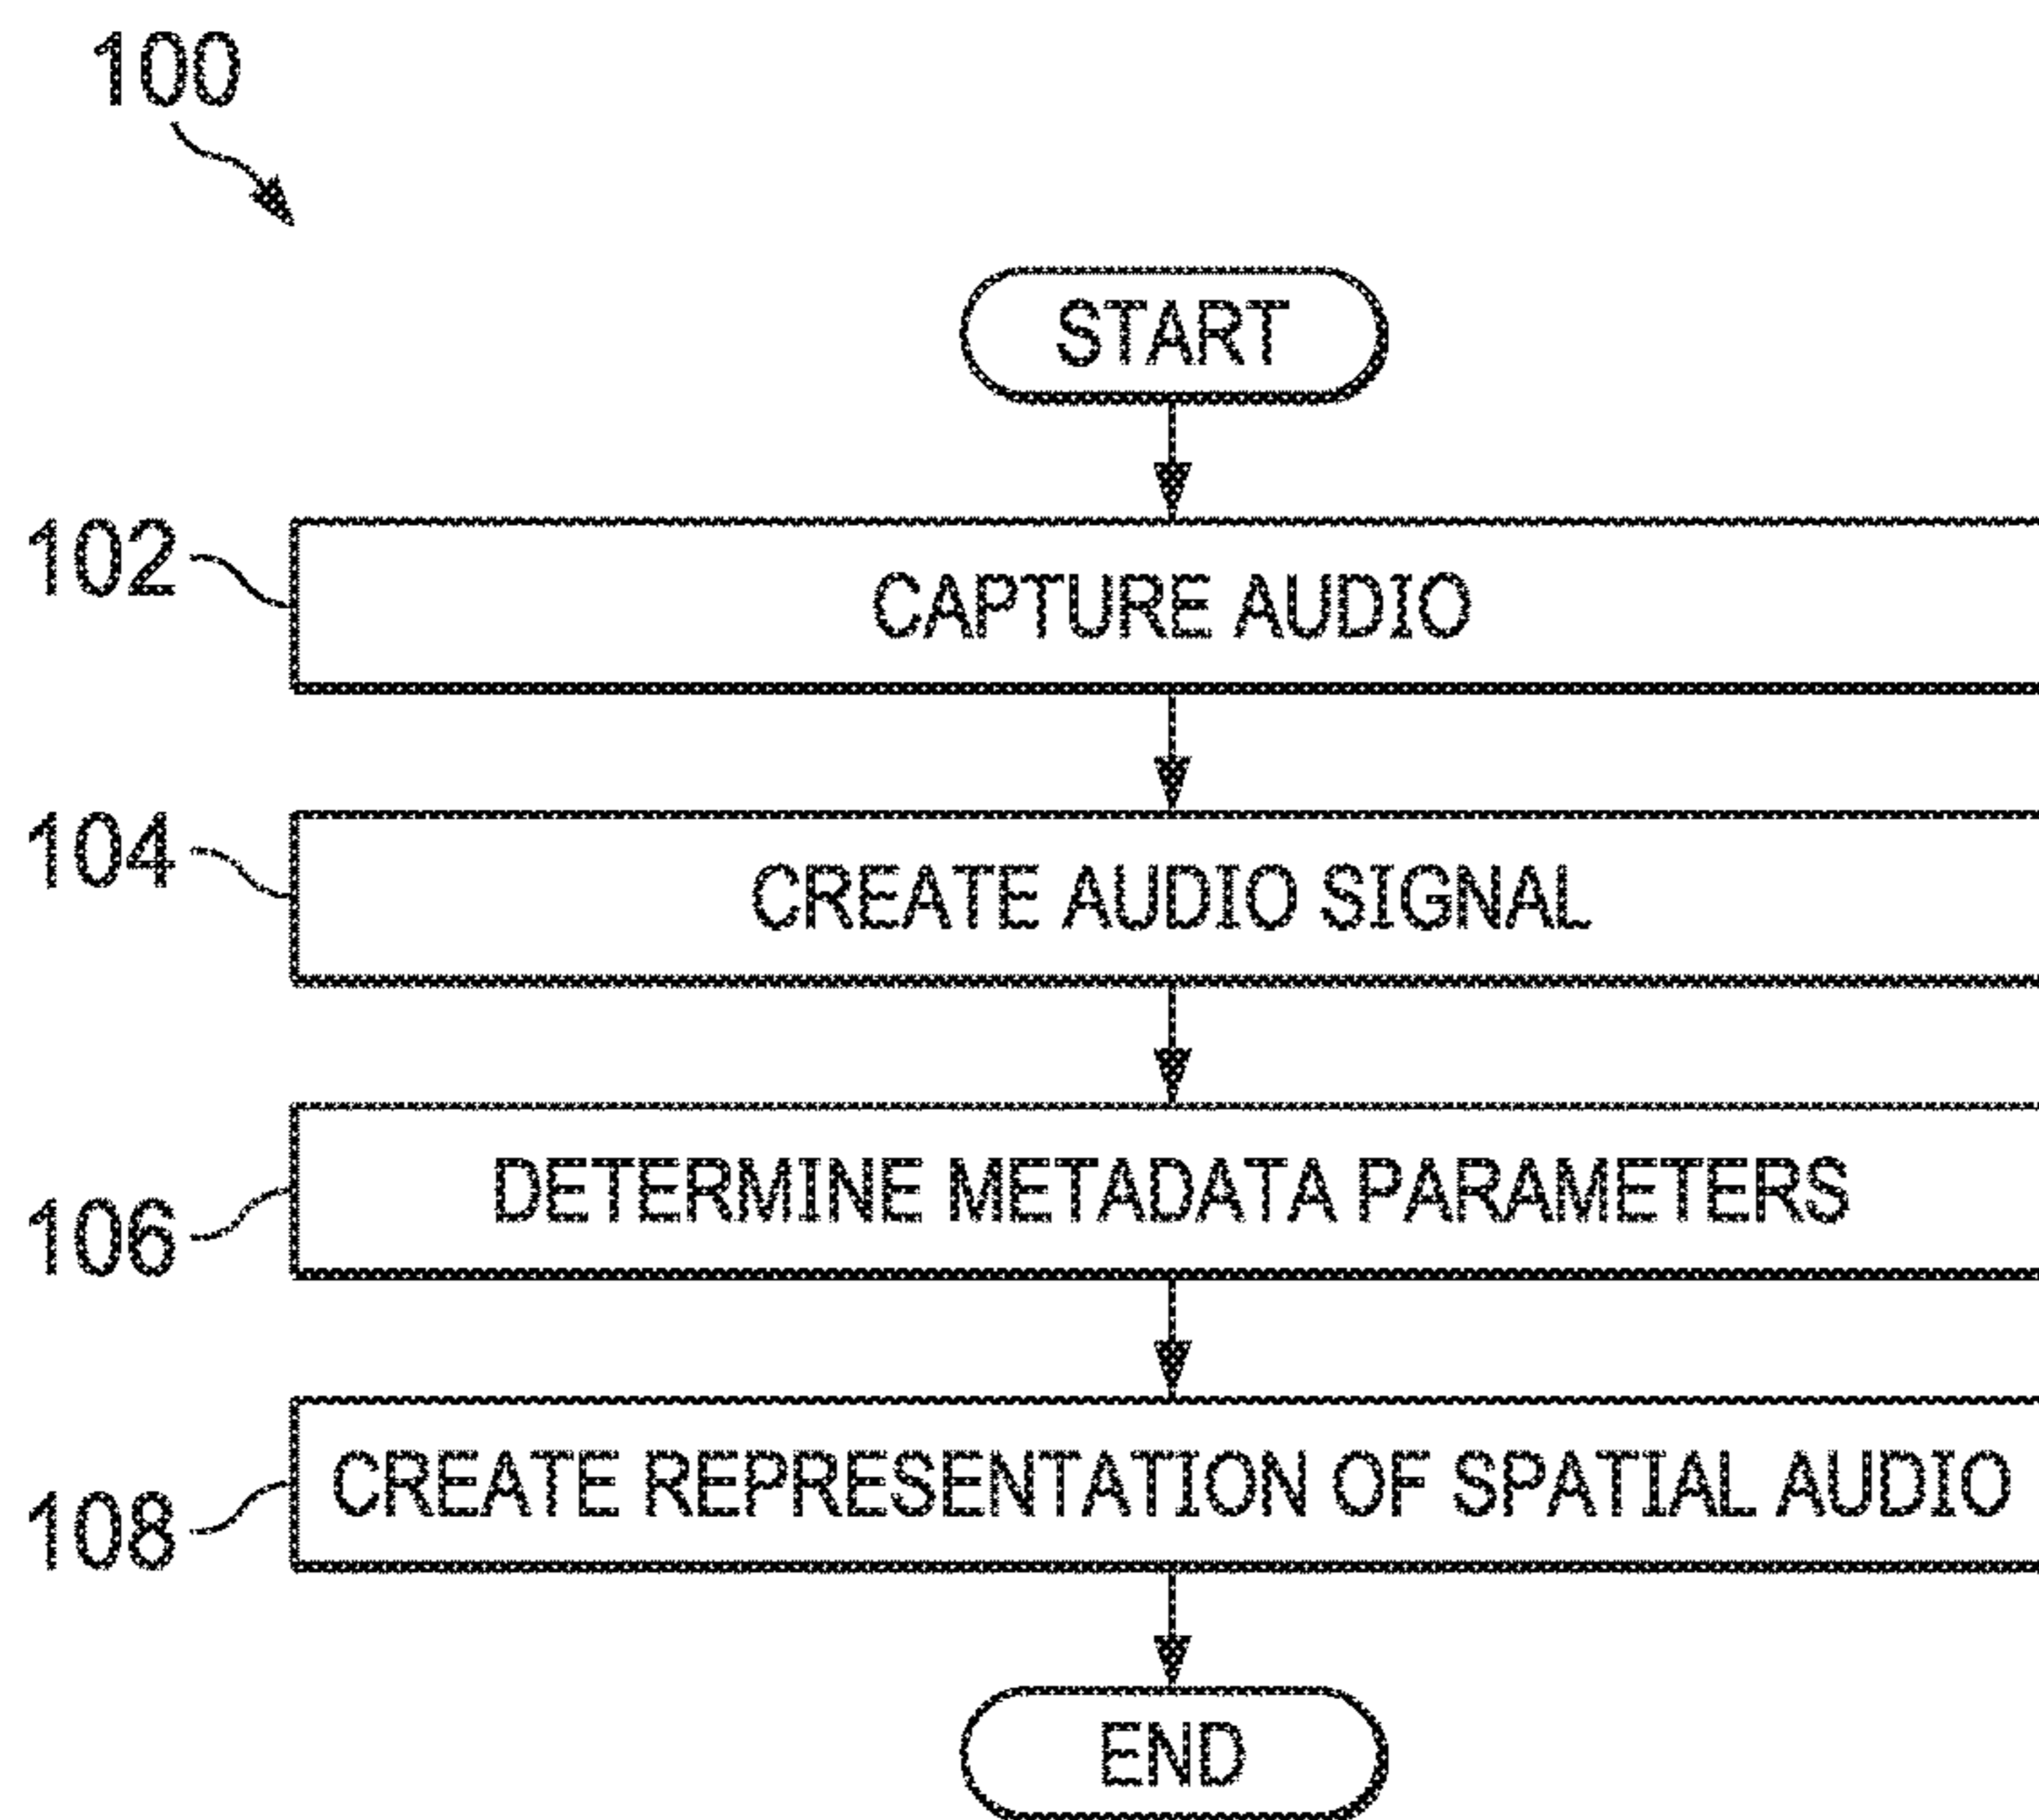 100
START
102
CAPTURE AUDIO
104
CREATE AUDIO SIGNAL
106
DETERMINE METADATA PARAMETERS
108
CREATE REPRESENTATION OF SPATIAL AUDIO
END